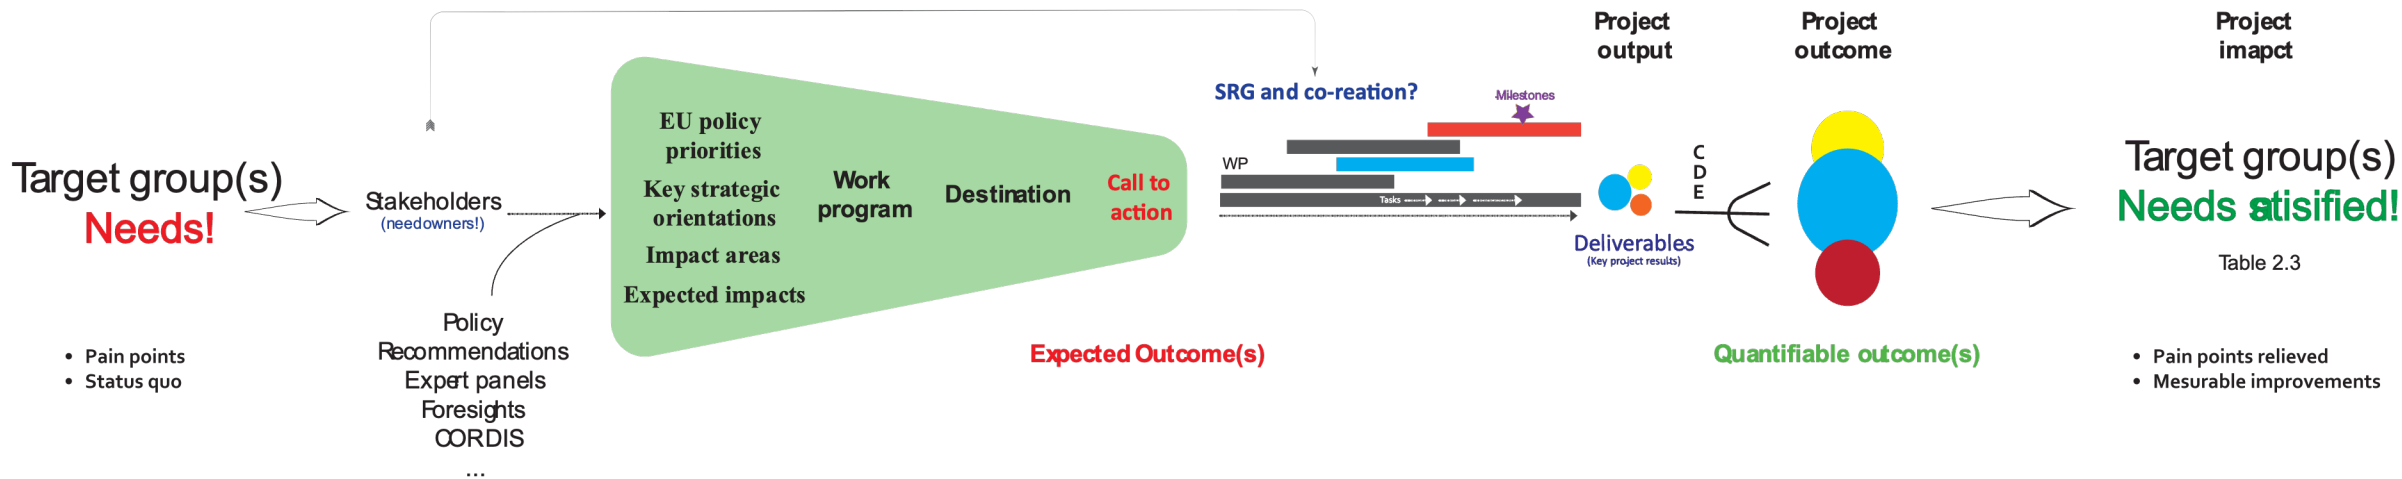 Target group(s)
Needs!
Pain points
Status quo
Stakeholders
(needowners!)
Policy
Recommendations
Expert panels
Foresights
CORDIS
...
EU policy
priorities
Key strategic
orientations
Impact areas
Expected impacts
Work
program
Destination
Call to
action
Expected Outcome(s)
SRG and co-reation?
Milestones
WP
Tasks
Project
output
Deliverables
(Key project results)
C
D
E
Project
outcome
Quantifiable outcome(s)
Project
imapct
Target group(s)
Needs satisified!
Table 2.3
Pain points relieved
Mesurable improvements